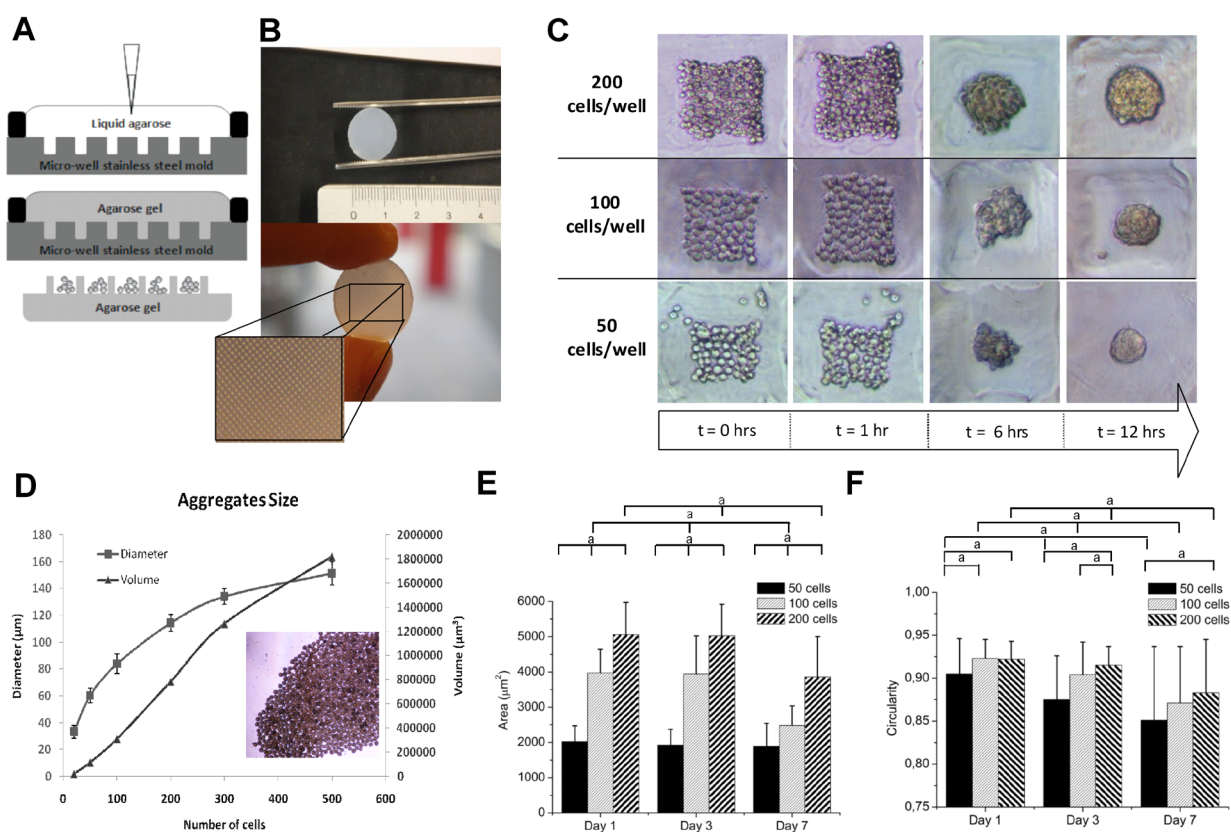 A
Liquid agarose
Micro-well stainless steel mold
Agarose gel
Micro-well stainless steel mold
Agarose gel
B
0 1 2 3 4
C
200
cells/well
100
cells/well
50
cells/well
t = 0 hrs
t = 1 hr
t = 6 hrs
t = 12 hrs
D
Aggregates Size
Diameter
Volume
Diameter (µm)
180
160
140
120
100
80
60
40
20
0
Volume (µm³)
2000000
1800000
1600000
1400000
1200000
1000000
800000
600000
400000
200000
0
0 100 200 300 400 500 600
Number of cells
E
a
a
a a a
50 cells
100 cells
200 cells
Area (µm²)
6000
5000
4000
3000
2000
1000
0
Day 1 Day 3 Day 7
F
a
a
a
a a a
a
50 cells
100 cells
200 cells
Circularity
1,00
0,95
0,90
0,85
0,80
0,75
Day 1 Day 3 Day 7